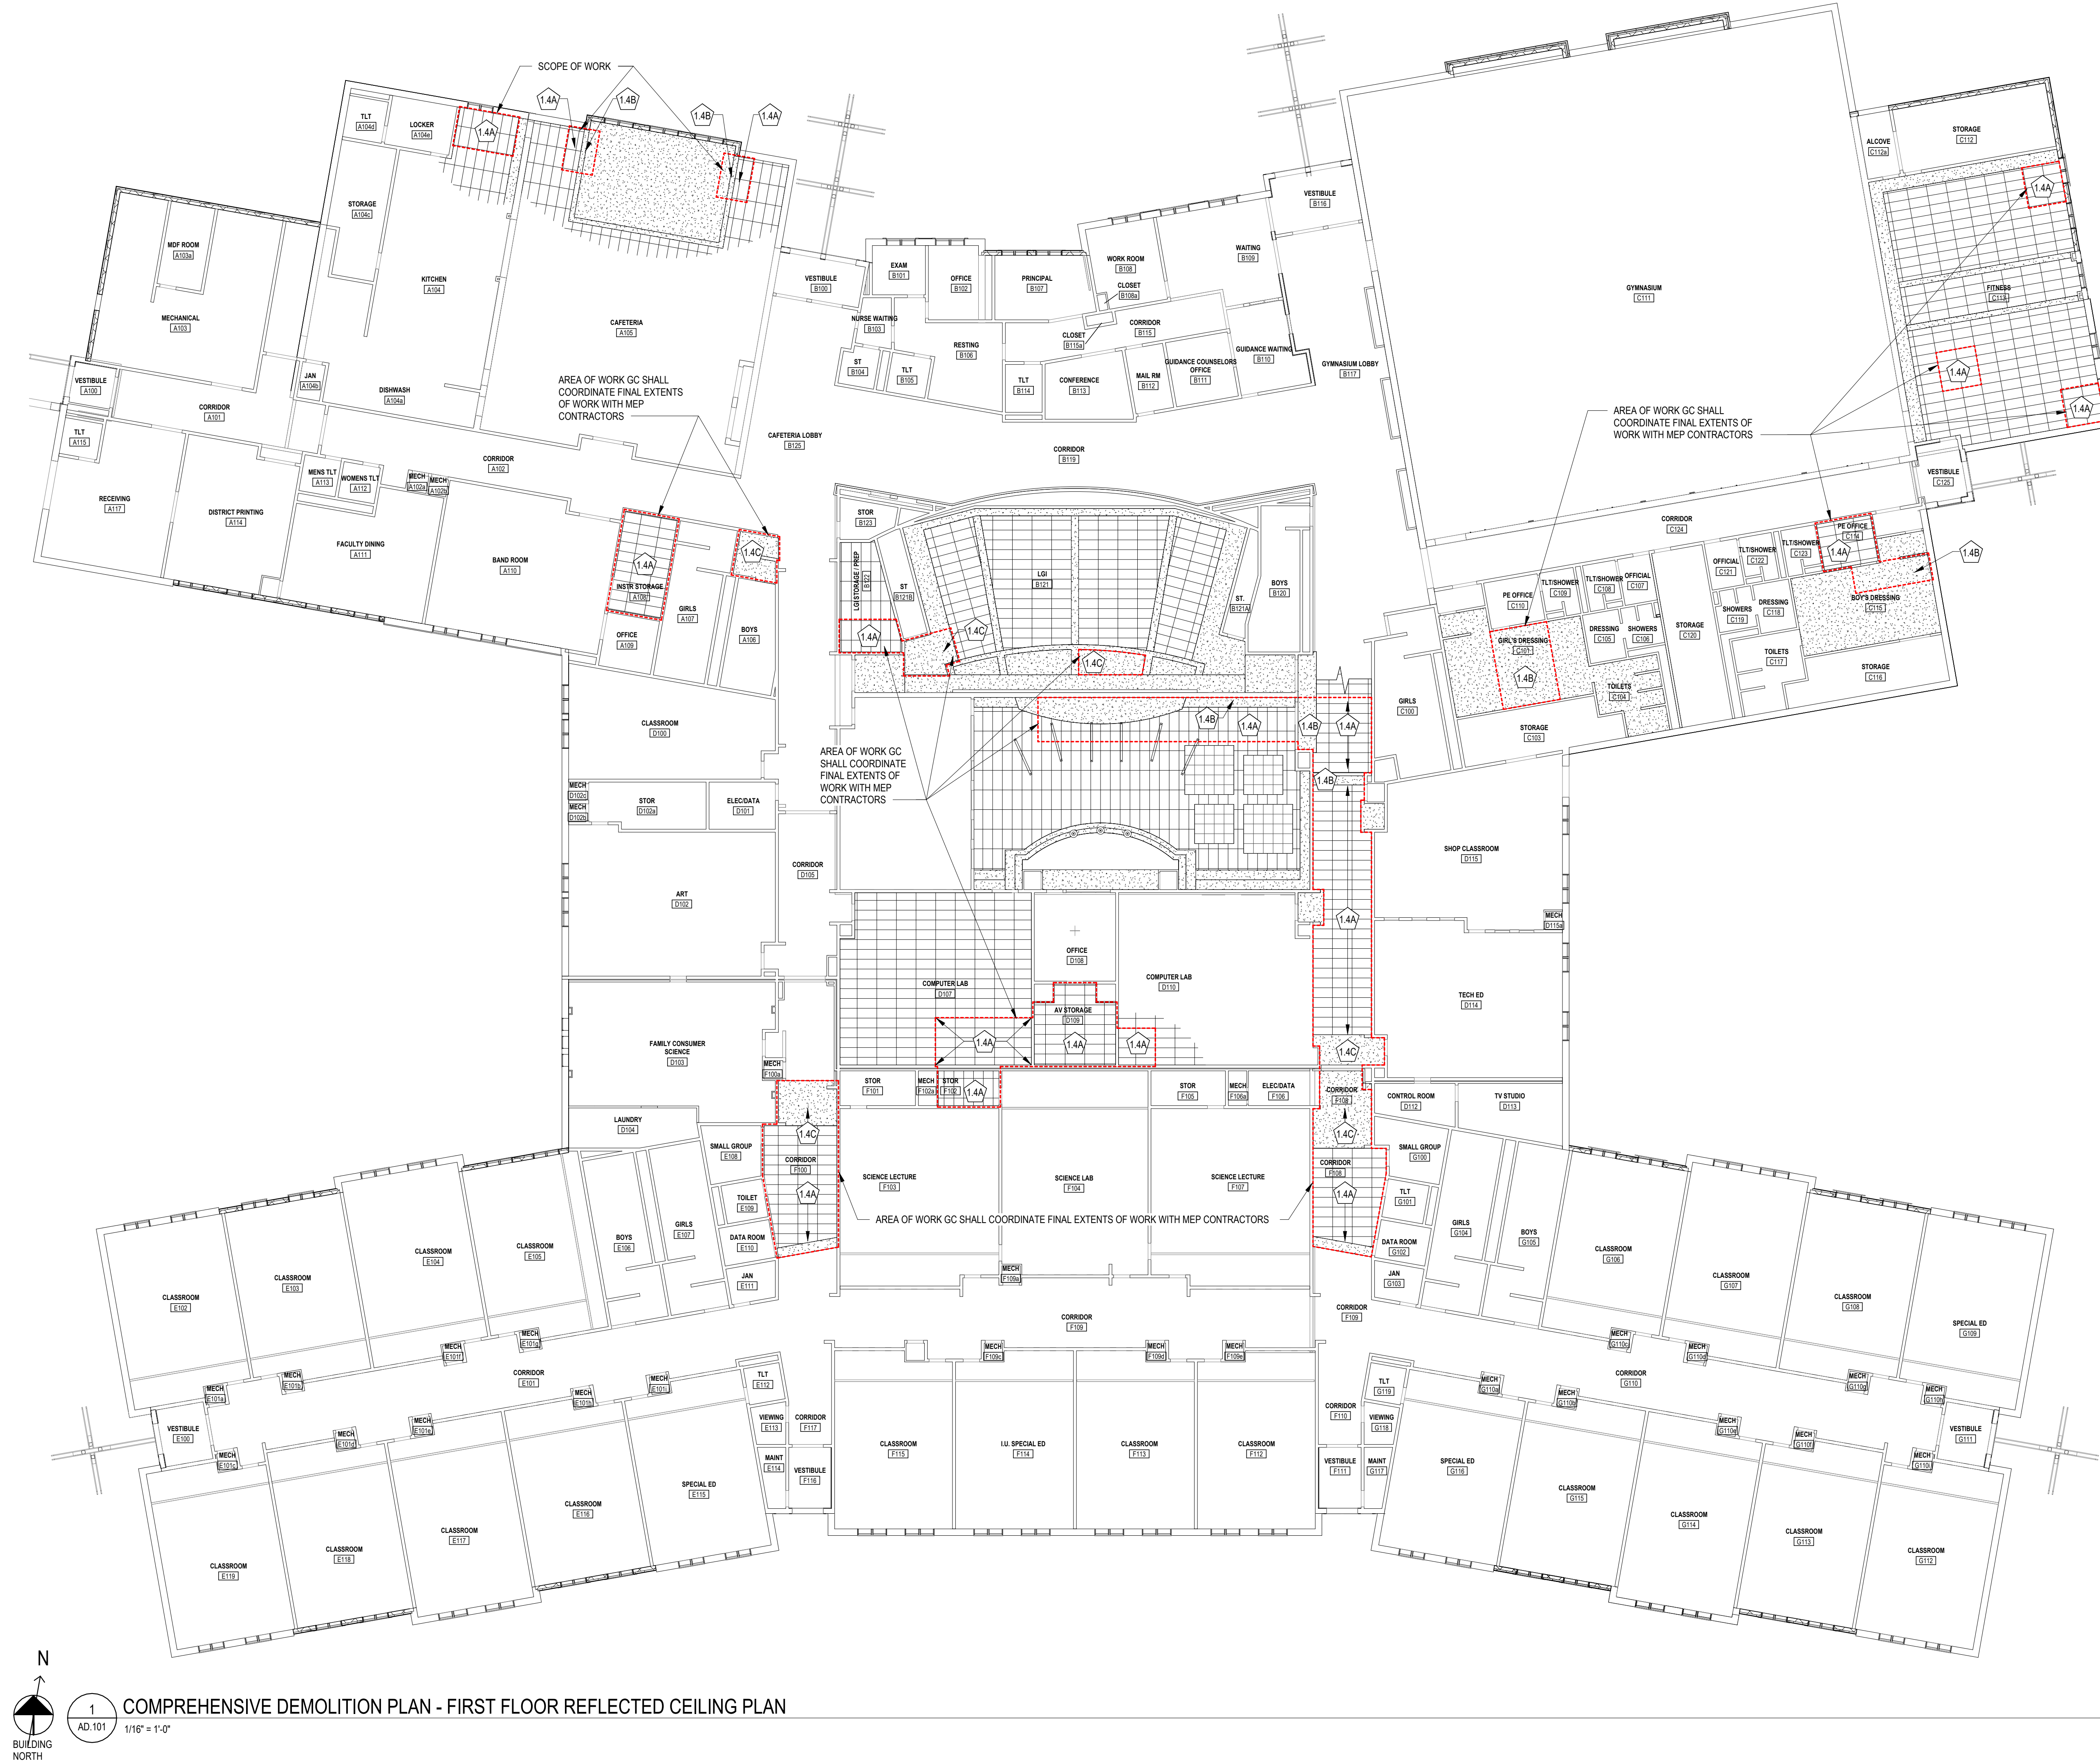 SCOPE OF WORK
1.4A
1.4B
1.4B
1.4A
1.4A
TLT
A104d
LOCKER
A104e
STORAGE
A104c
MDF ROOM
A103a
MECHANICAL
A103
KITCHEN
A104
CAFETERIA
A105
VESTIBULE
A100
TLT
A115
CORRIDOR
A101
JAN
A104b
DISHWASH
A104a
AREA OF WORK GC SHALL
COORDINATE FINAL EXTENTS
OF WORK WITH MEP
CONTRACTORS
CORRIDOR
A102
MENS TLT
A113
WOMENS TLT
A112
MECH
A102a
MECH
A102b
RECEIVING
A117
DISTRICT PRINTING
A114
FACULTY DINING
A111
BAND ROOM
A110
1.4A
INSTR STORAGE
A108
1.4C
GIRLS
A107
OFFICE
A109
BOYS
A106
VESTIBULE
B100
EXAM
B101
OFFICE
B102
PRINCIPAL
B107
WORK ROOM
B108
CLOSET
B108a
WAITING
B109
VESTIBULE
B116
NURSE WAITING
B103
RESTING
B106
CLOSET
B115a
CORRIDOR
B115
ST
B104
TLT
B105
TLT
B114
CONFERENCE
B113
MAIL RM
B112
GUIDANCE COUNSELORS
OFFICE
B111
GUIDANCE WAITING
B110
GYMNASIUM LOBBY
B117
CAFETERIA LOBBY
B125
CORRIDOR
B119
GYMNASIUM
C111
ALCOVE
C112a
STORAGE
C112
1.4A
FITNESS
C113
1.4A
1.4A
AREA OF WORK GC SHALL
COORDINATE FINAL EXTENTS OF
WORK WITH MEP CONTRACTORS
VESTIBULE
C125
CORRIDOR
C124
PE OFFICE
C114
1.4A
1.4B
TLT/SHOWER
C123
TLT/SHOWER
C122
OFFICIAL
C121
OFFICIAL
C107
TLT/SHOWER
C108
TLT/SHOWER
C109
PE OFFICE
C110
BOY'S DRESSING
C115
DRESSING
C118
SHOWERS
C119
STORAGE
C120
SHOWERS
C106
DRESSING
C105
GIRL'S DRESSING
C101
1.4B
TOILETS
C117
STORAGE
C116
TOILETS
C104
STORAGE
C103
GIRLS
C100
STOR
B123
LGI STORAGE / PREP
B122
ST
B121B
LGI
B121
ST.
B121A
BOYS
B120
1.4A
1.4C
1.4C
1.4B
1.4A
1.4B
1.4A
1.4B
AREA OF WORK GC
SHALL COORDINATE
FINAL EXTENTS OF
WORK WITH MEP
CONTRACTORS
CLASSROOM
D100
MECH
D102c
MECH
D102b
STOR
D102a
ELEC/DATA
D101
CORRIDOR
D105
ART
D102
SHOP CLASSROOM
D115
MECH
D115a
1.4A
OFFICE
D108
COMPUTER LAB
D107
COMPUTER LAB
D110
AV STORAGE
D109
TECH ED
D114
1.4A
1.4A
1.4A
1.4C
FAMILY CONSUMER
SCIENCE
D103
MECH
F100a
STOR
F101
MECH
F102a
STOR
F102
1.4A
STOR
F105
MECH
F106a
ELEC/DATA
F106
CORRIDOR
F108
CONTROL ROOM
D112
TV STUDIO
D113
LAUNDRY
D104
1.4C
1.4C
SMALL GROUP
E108
CORRIDOR
F100
1.4A
SCIENCE LECTURE
F103
SCIENCE LAB
F104
SCIENCE LECTURE
F107
CORRIDOR
F108
1.4A
SMALL GROUP
G100
TOILET
E109
TLT
G101
AREA OF WORK GC SHALL COORDINATE FINAL EXTENTS OF WORK WITH MEP CONTRACTORS
DATA ROOM
E110
DATA ROOM
G102
JAN
E111
JAN
G103
GIRLS
E107
BOYS
E106
CLASSROOM
E105
CLASSROOM
E104
CLASSROOM
E103
CLASSROOM
E102
GIRLS
G104
BOYS
G105
CLASSROOM
G106
CLASSROOM
G107
CLASSROOM
G108
SPECIAL ED
G109
MECH
F109a
CORRIDOR
F109
CORRIDOR
F109
MECH
F109c
MECH
F109d
MECH
F109e
MECH
E101g
MECH
E101f
MECH
E101b
MECH
E101a
CORRIDOR
E101
MECH
E101i
MECH
E101h
MECH
E101e
MECH
E101d
MECH
E101c
VESTIBULE
E100
TLT
E112
VIEWING
E113
CORRIDOR
F117
MAINT
E114
VESTIBULE
F116
CLASSROOM
F115
I.U. SPECIAL ED
F114
CLASSROOM
F113
CLASSROOM
F112
CORRIDOR
F110
TLT
G119
VIEWING
G118
VESTIBULE
F111
MAINT
G117
MECH
G110c
MECH
G110d
MECH
G110g
MECH
G110h
CORRIDOR
G110
MECH
G110a
MECH
G110b
MECH
G110e
MECH
G110f
MECH
G110i
VESTIBULE
G111
SPECIAL ED
E115
CLASSROOM
E116
CLASSROOM
E117
CLASSROOM
E118
CLASSROOM
E119
SPECIAL ED
G116
CLASSROOM
G115
CLASSROOM
G114
CLASSROOM
G113
CLASSROOM
G112
N
BUILDING
NORTH
1
AD.101
COMPREHENSIVE DEMOLITION PLAN - FIRST FLOOR REFLECTED CEILING PLAN
1/16" = 1'-0"